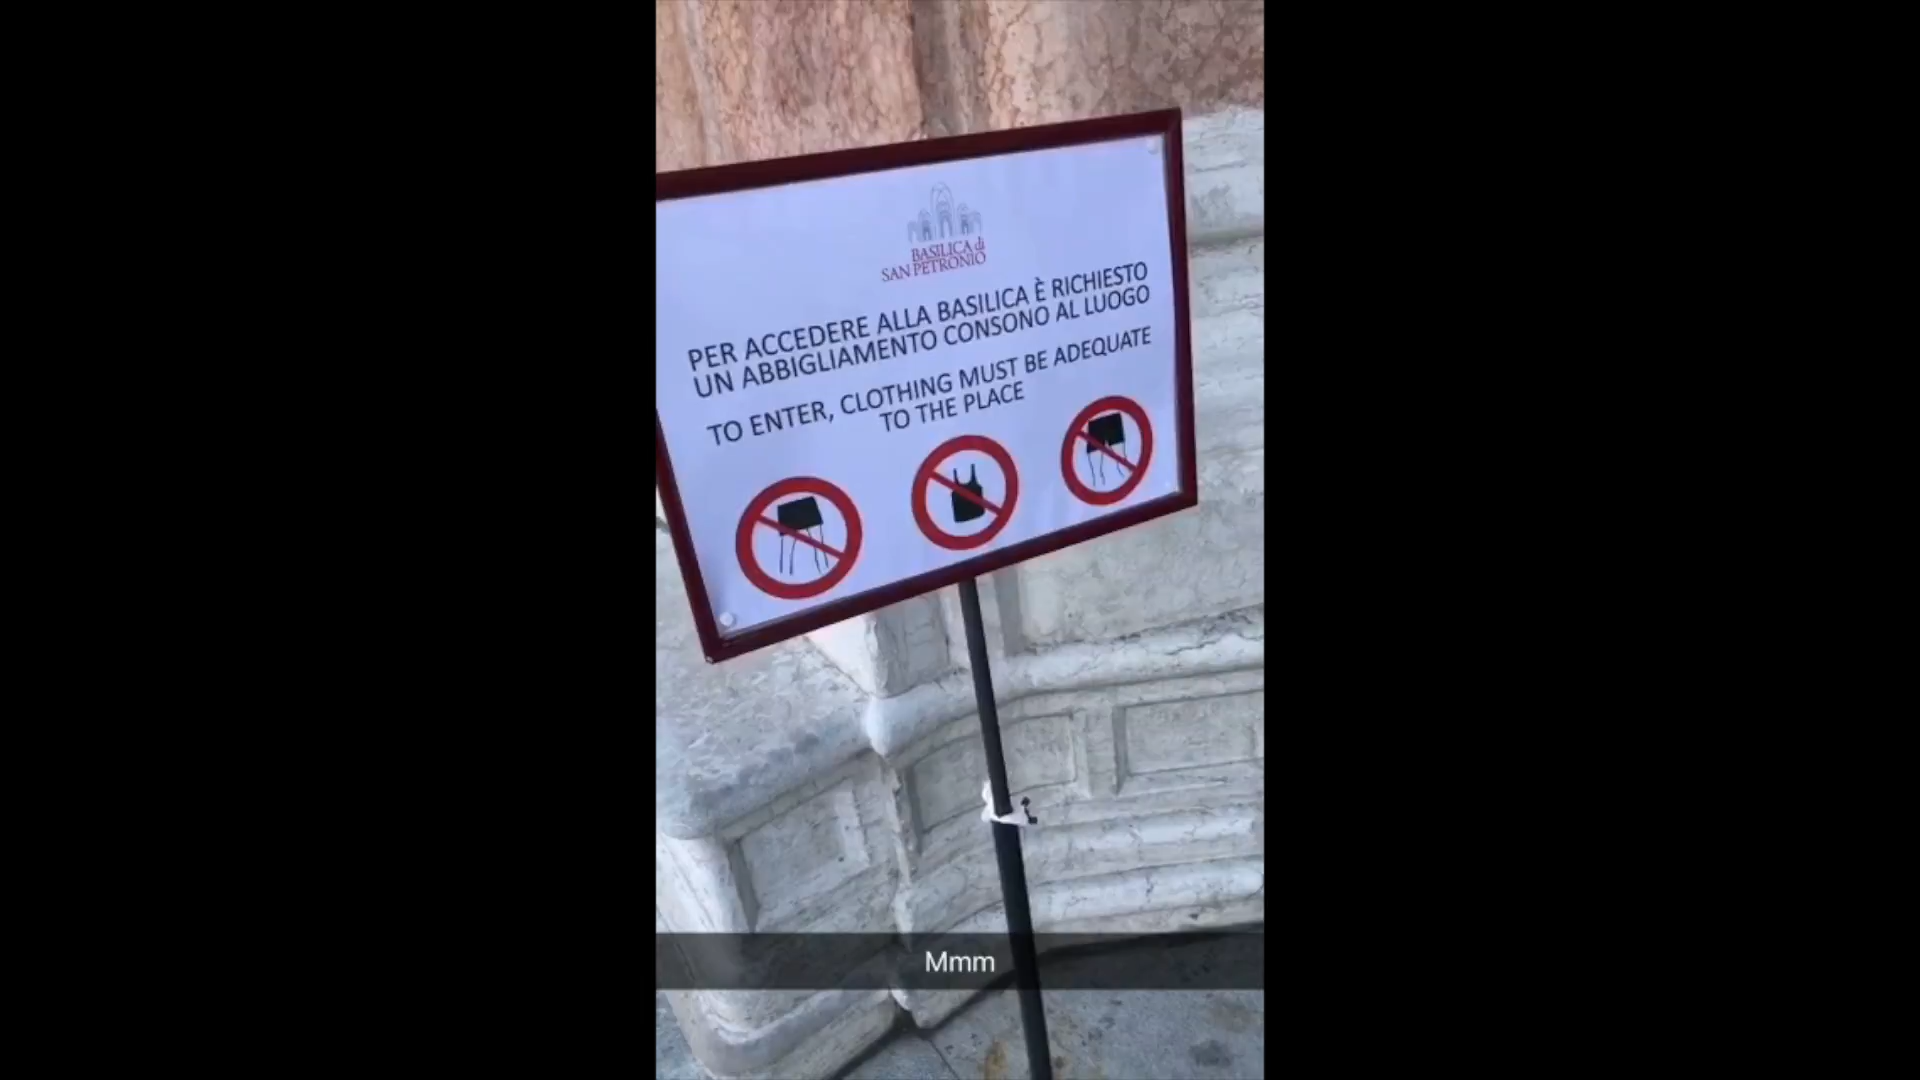 BASILICA di
SAN PETRONIO
PER ACCEDERE ALLA BASILICA È RICHIESTO
UN ABBIGLIAMENTO CONSONO AL LUOGO
TO ENTER, CLOTHING MUST BE ADEQUATE
TO THE PLACE
Mmm